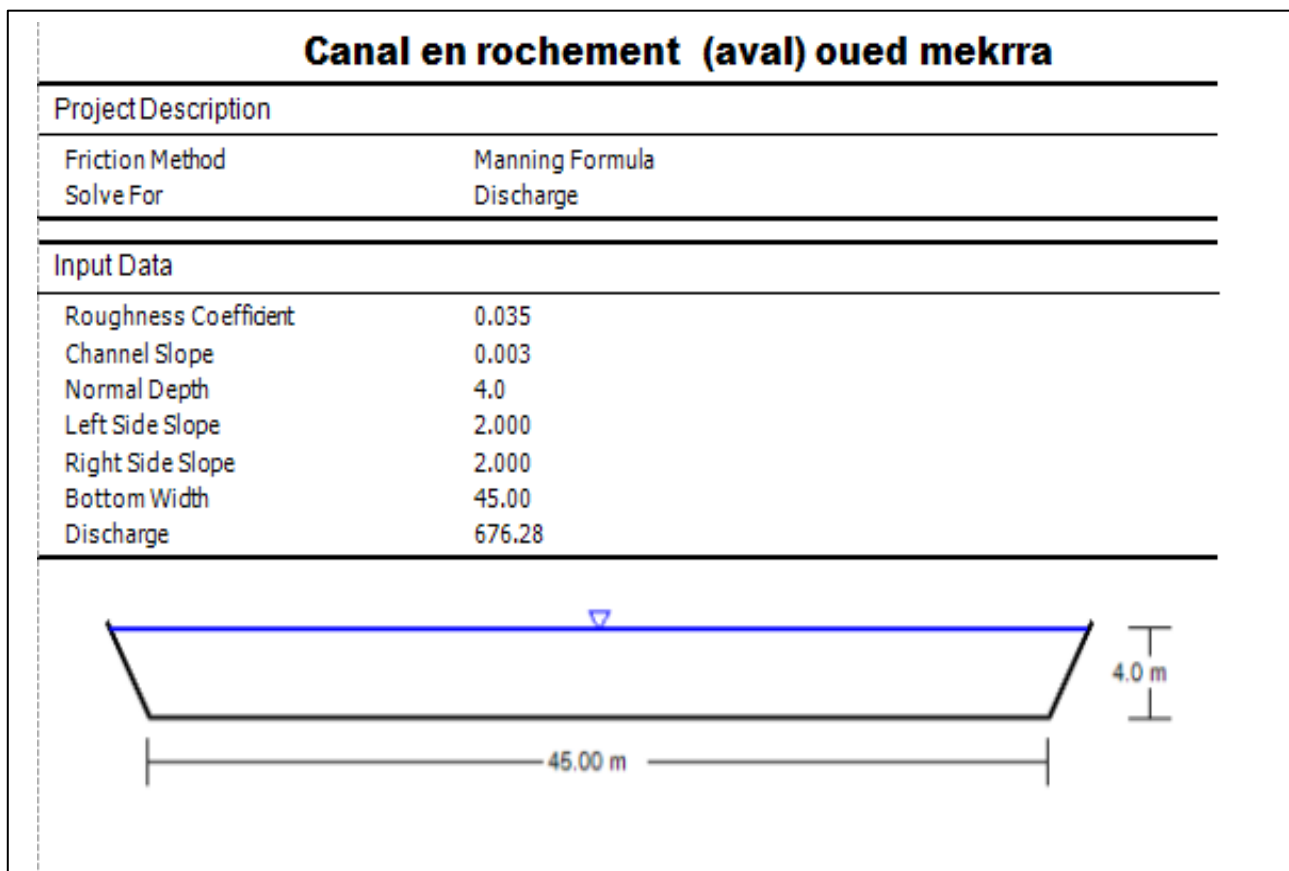 Canal en rochement (aval) oued mekrra
Project Description
Friction Method Manning Formula
Solve For Discharge
Input Data
Roughness Coefficient 0.035
Channel Slope 0.003
Normal Depth 4.0
Left Side Slope 2.000
Right Side Slope 2.000
Bottom Width 45.00
Discharge 676.28
4.0 m
45.00 m